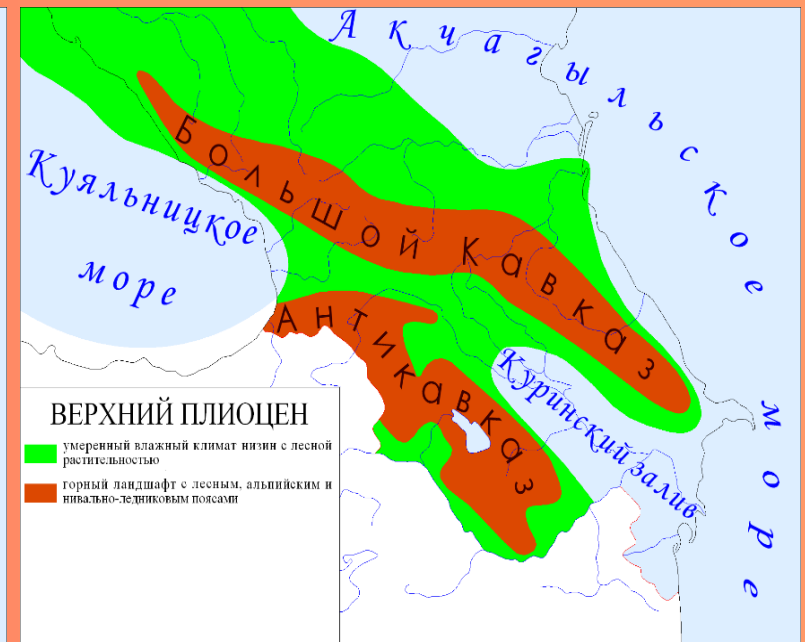 Акчагыльское море
Куяльницкое
море
Большой Кавказ
Антикавказ
Куринский залив
ВЕРХНИЙ ПЛИОЦЕН
умеренный влажный климат низин с лесной
растительностью
горный ландшафт с лесным, альпийским и
нивально-ледниковым поясами